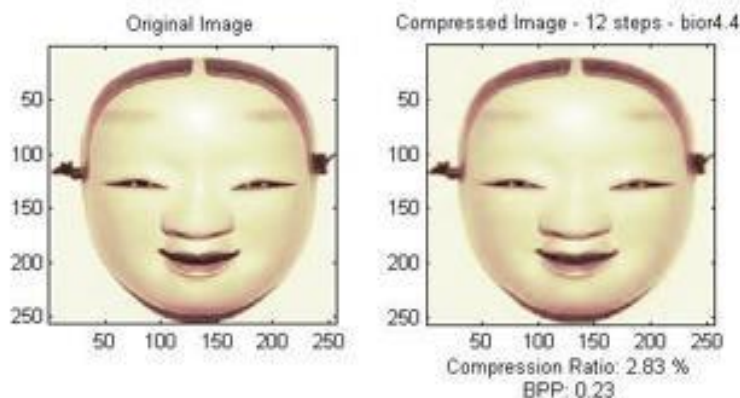 Original Image
50
100
150
200
250
50 100 150 200 250
Compressed Image - 12 steps - bior4.4
50
100
150
200
250
50 100 150 200 250
Compression Ratio: 2.83 %
BPP: 0.23